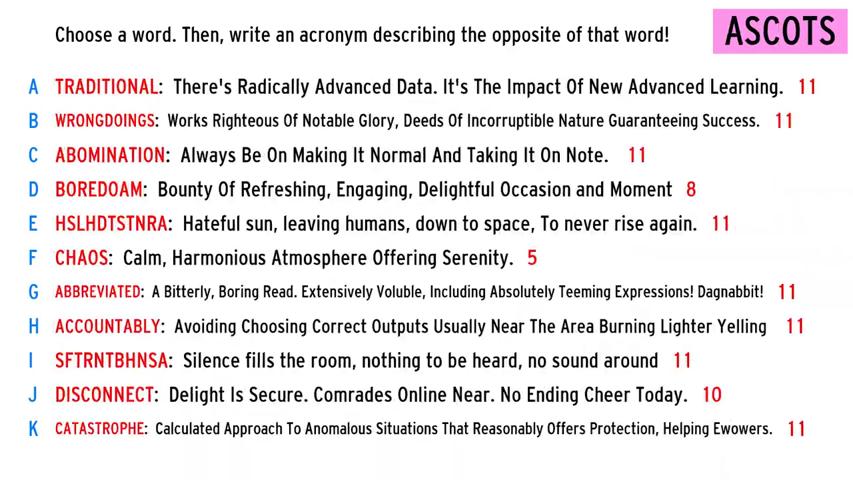 Choose a word. Then, write an acronym describing the opposite of that word!
ASCOTS
A TRADITIONAL: There's Radically Advanced Data. It's The Impact Of New Advanced Learning. 11
B WRONGDOINGS: Works Righteous Of Notable Glory, Deeds Of Incorruptible Nature Guaranteeing Success. 11
C ABOMINATION: Always Be On Making It Normal And Taking It On Note. 11
D BOREDOAM: Bounty Of Refreshing, Engaging, Delightful Occasion and Moment 8
E HSLHDTSTNRA: Hateful sun, leaving humans, down to space, To never rise again. 11
F CHAOS: Calm, Harmonious Atmosphere Offering Serenity. 5
G ABBREVIATED: A Bitterly, Boring Read. Extensively Voluble, Including Absolutely Teeming Expressions! Dagnabbit! 11
H ACCOUNTABLY: Avoiding Choosing Correct Outputs Usually Near The Area Burning Lighter Yelling 11
I SFTRNTBHNSA: Silence fills the room, nothing to be heard, no sound around 11
J DISCONNECT: Delight Is Secure. Comrades Online Near. No Ending Cheer Today. 10
K CATASTROPHE: Calculated Approach To Anomalous Situations That Reasonably Offers Protection, Helping Ewowers. 11